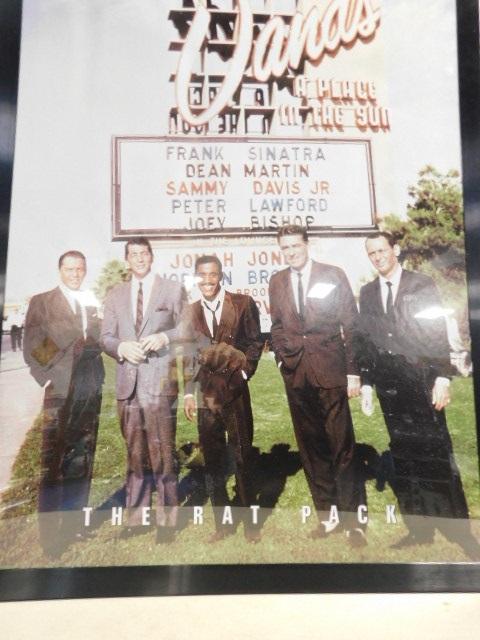 Sands
A PLACE
IN THE SUN
FRANK SINATRA
DEAN MARTIN
SAMMY DAVIS JR
PETER LAWFORD
JOEY BISHOP
THE RAT PACK